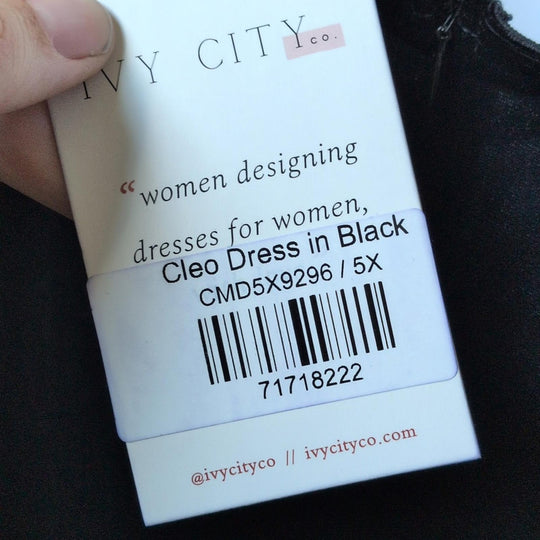 IVY CITY co.
“women designing
dresses for women,
Cleo Dress in Black
CMD5X9296 / 5X
71718222
@ivycityco // ivycityco.com